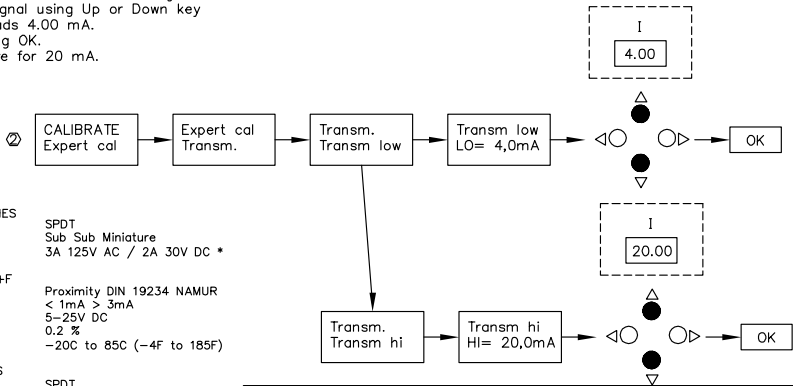 gnal using Up or Down key
ds 4.00 mA.
g OK.
e for 20 mA.
I
4.00
2
CALIBRATE
Expert cal
Expert cal
Transm.
Transm.
Transm low
Transm low
LO= 4,0mA
OK
ES
SPDT
Sub Sub Miniature
3A 125V AC / 2A 30V DC *
+F
Proximity DIN 19234 NAMUR
< 1mA > 3mA
5-25V DC
0.2 %
-20C to 85C (-4F to 185F)
I
20.00
Transm.
Transm hi
Transm hi
HI= 20,0mA
OK
S
SPDT